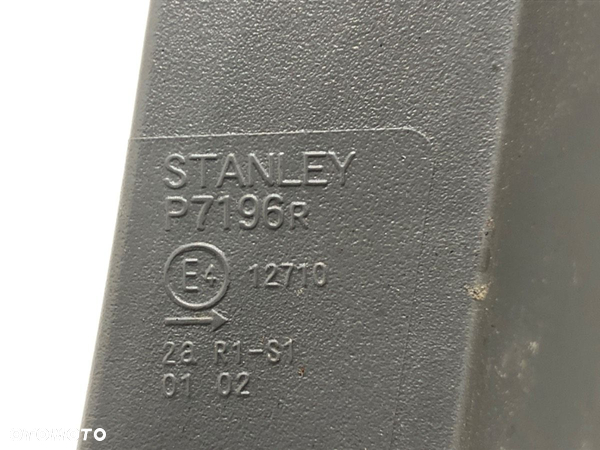 STANLEY
P7196R
E4 12710
→
2a R1-S1
01 02
OTOMOTO